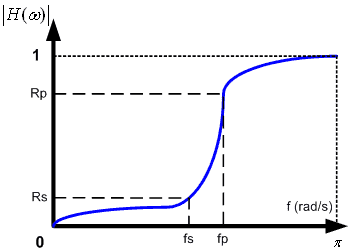 |H(ω)|
1
Rp
Rs
f (rad/s)
0
fs
fp
π